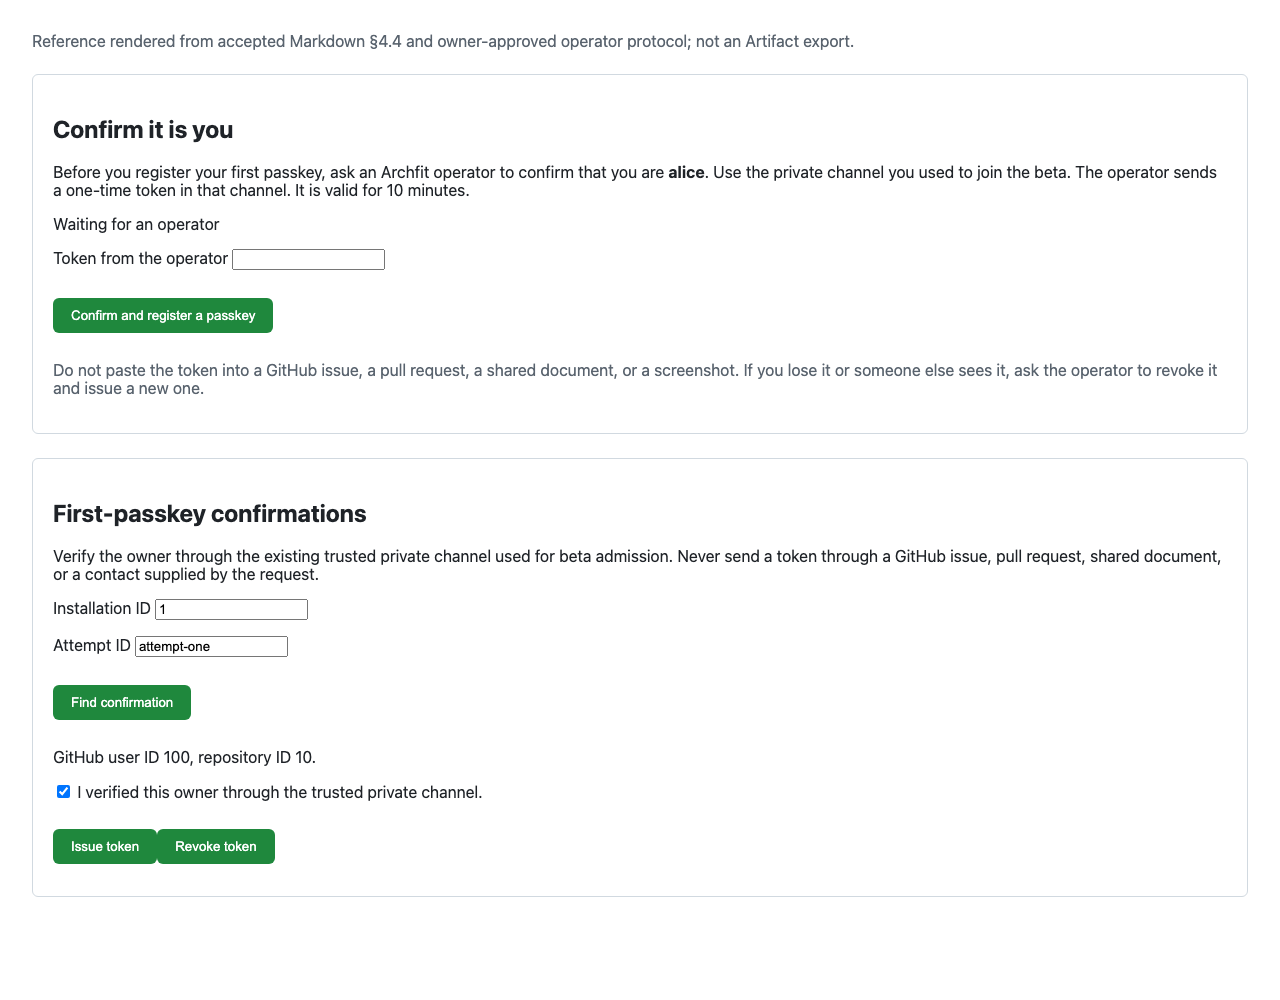 Reference rendered from accepted Markdown §4.4 and owner-approved operator protocol; not an Artifact export.
Confirm it is you
Before you register your first passkey, ask an Archfit operator to confirm that you are alice. Use the private channel you used to join the beta. The operator sends
a one-time token in that channel. It is valid for 10 minutes.
Waiting for an operator
Token from the operator
Confirm and register a passkey
Do not paste the token into a GitHub issue, a pull request, a shared document, or a screenshot. If you lose it or someone else sees it, ask the operator to revoke it
and issue a new one.
First-passkey confirmations
Verify the owner through the existing trusted private channel used for beta admission. Never send a token through a GitHub issue, pull request, shared document,
or a contact supplied by the request.
Installation ID 1
Attempt ID attempt-one
Find confirmation
GitHub user ID 100, repository ID 10.
I verified this owner through the trusted private channel.
Issue token Revoke token